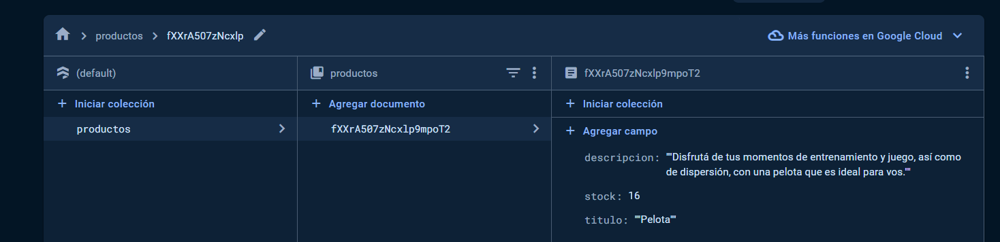 productos
fXXrA507zNcxlp
Más funciones en Google Cloud
(default)
productos
fXXrA507zNcxlp9mpoT2
+ Iniciar colección
+ Agregar documento
+ Iniciar colección
productos
fXXrA507zNcxlp9mpoT2
+ Agregar campo
descripcion: ""Disfrutá de tus momentos de entrenamiento y juego, así como
de dispersión, con una pelota que es ideal para vos.""
stock: 16
titulo: ""Pelota""